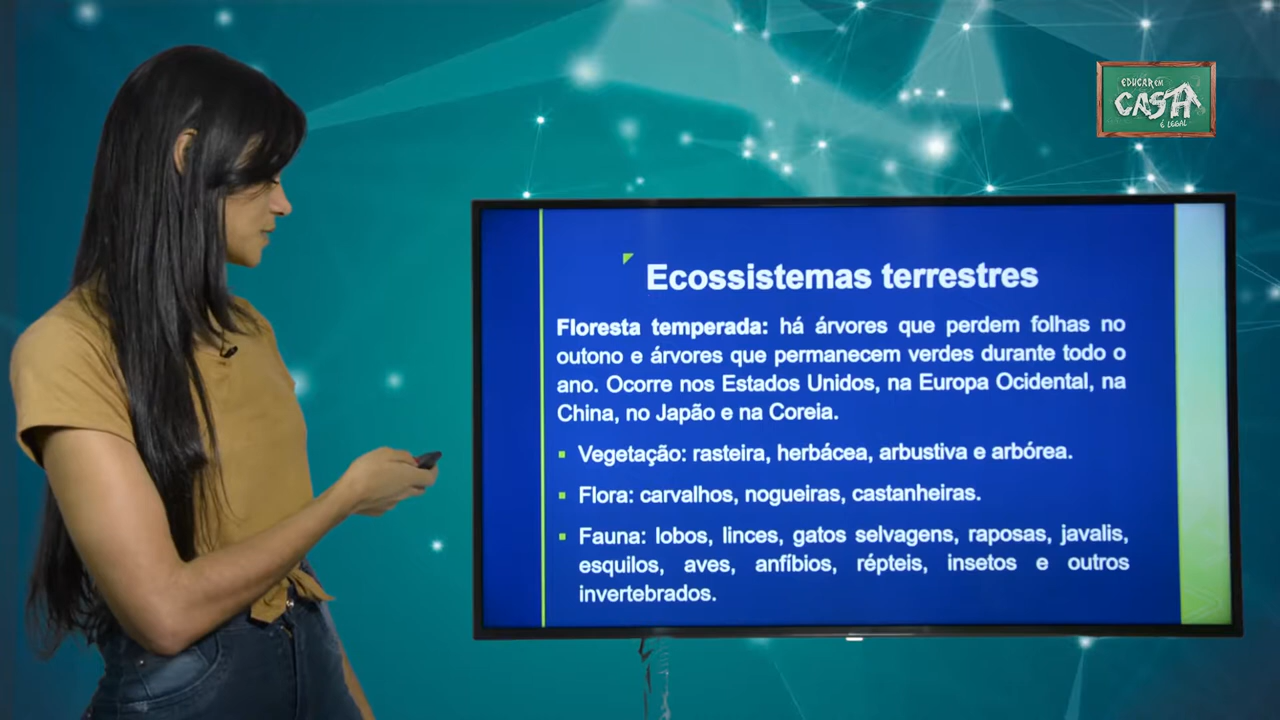 EDUCAR EM
CASA
É LEGAL
Ecossistemas terrestres
Floresta temperada: há árvores que perdem folhas no
outono e árvores que permanecem verdes durante todo o
ano. Ocorre nos Estados Unidos, na Europa Ocidental, na
China, no Japão e na Coreia.
▪ Vegetação: rasteira, herbácea, arbustiva e arbórea.
▪ Flora: carvalhos, nogueiras, castanheiras.
▪ Fauna: lobos, linces, gatos selvagens, raposas, javalis,
esquilos, aves, anfíbios, répteis, insetos e outros
invertebrados.